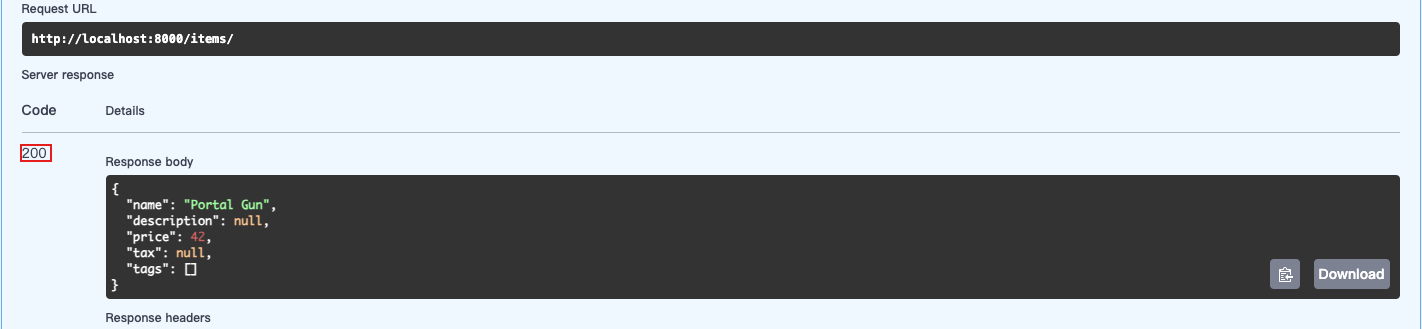 Request URL
http://localhost:8000/items/
Server response
Code Details
200
Response body
{
  "name": "Portal Gun",
  "description": null,
  "price": 42,
  "tax": null,
  "tags": []
}
Download
Response headers